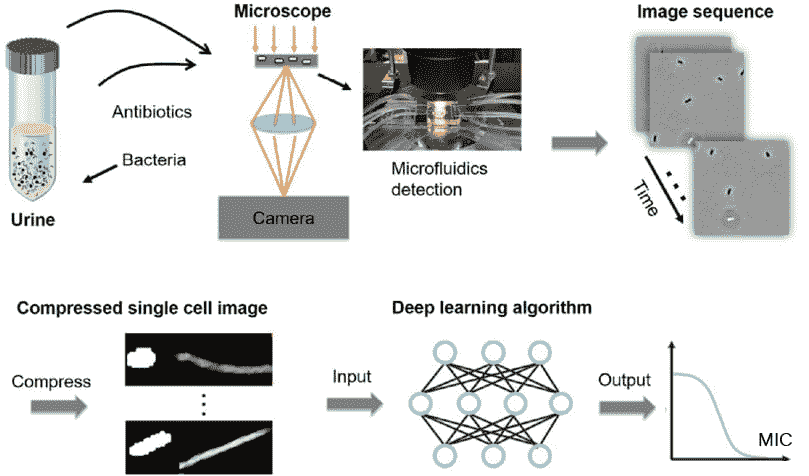 Microscope
Image sequence
Antibiotics
Bacteria
Urine
Camera
Microfluidics
detection
Time
Compressed single cell image
Deep learning algorithm
Compress
Input
Output
MIC